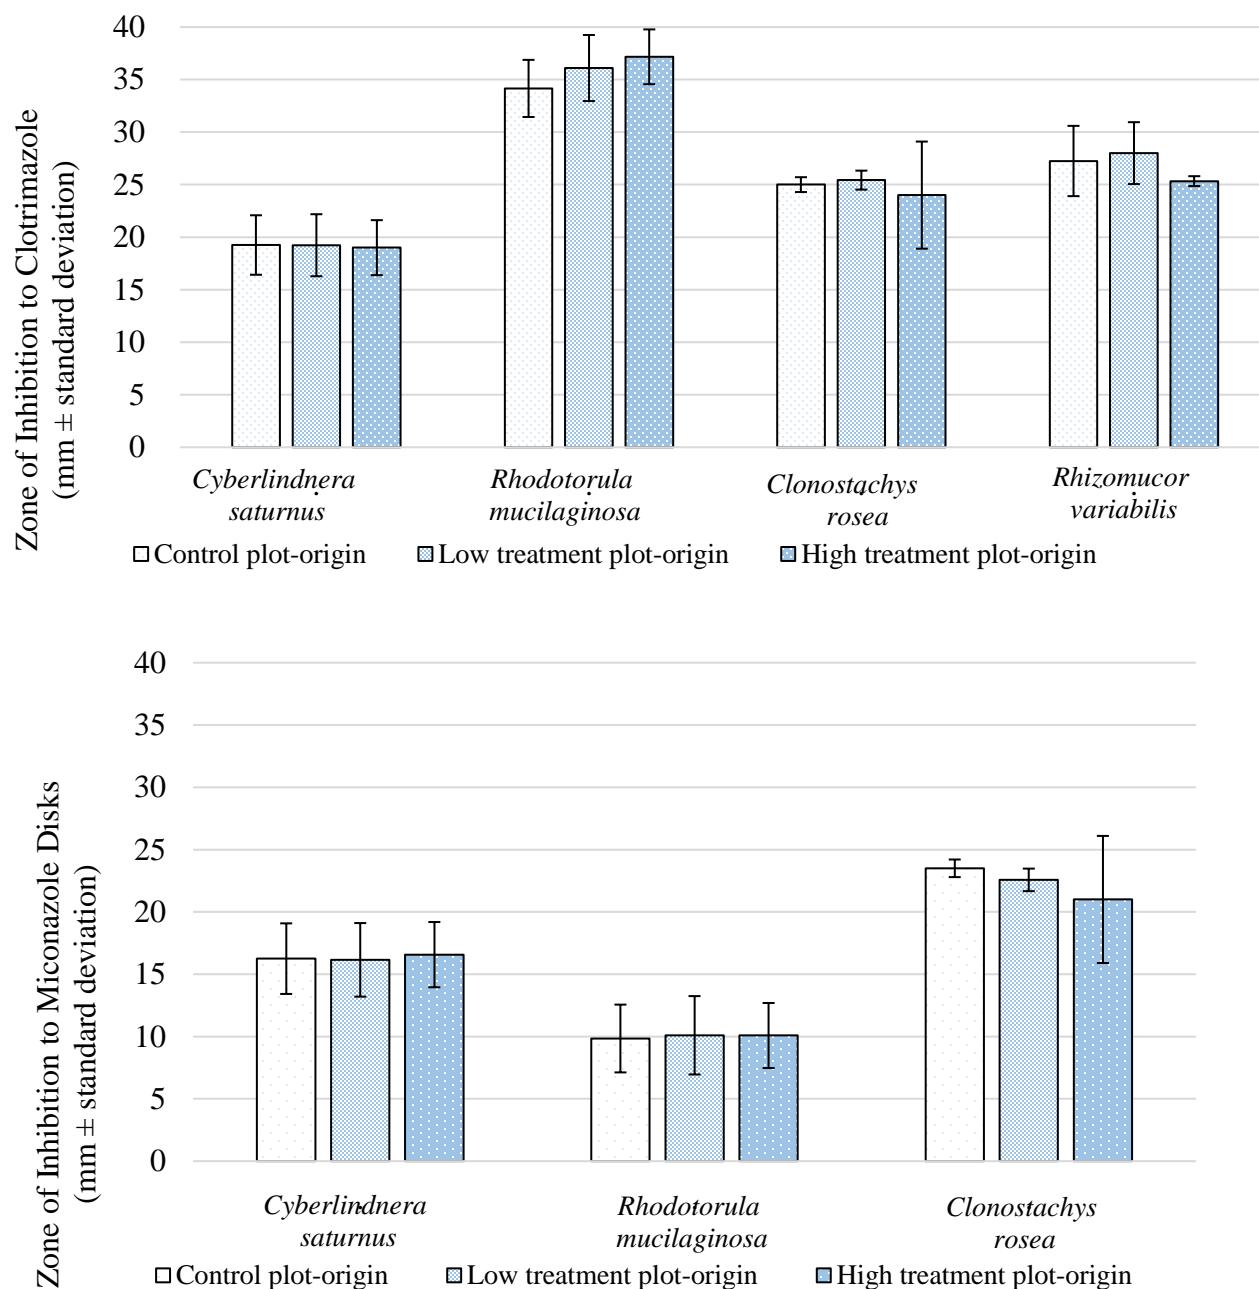 Zone of Inhibition to Clotrimazole
(mm ± standard deviation)
40
35
30
25
20
15
10
5
0
Cyberlindnera
saturnus
Rhodotorula
mucilaginosa
Clonostachys
rosea
Rhizomucor
variabilis
Control plot-origin
Low treatment plot-origin
High treatment plot-origin
Zone of Inhibition to Miconazole Disks
(mm ± standard deviation)
40
35
30
25
20
15
10
5
0
Cyberlindnera
saturnus
Rhodotorula
mucilaginosa
Clonostachys
rosea
Control plot-origin
Low treatment plot-origin
High treatment plot-origin